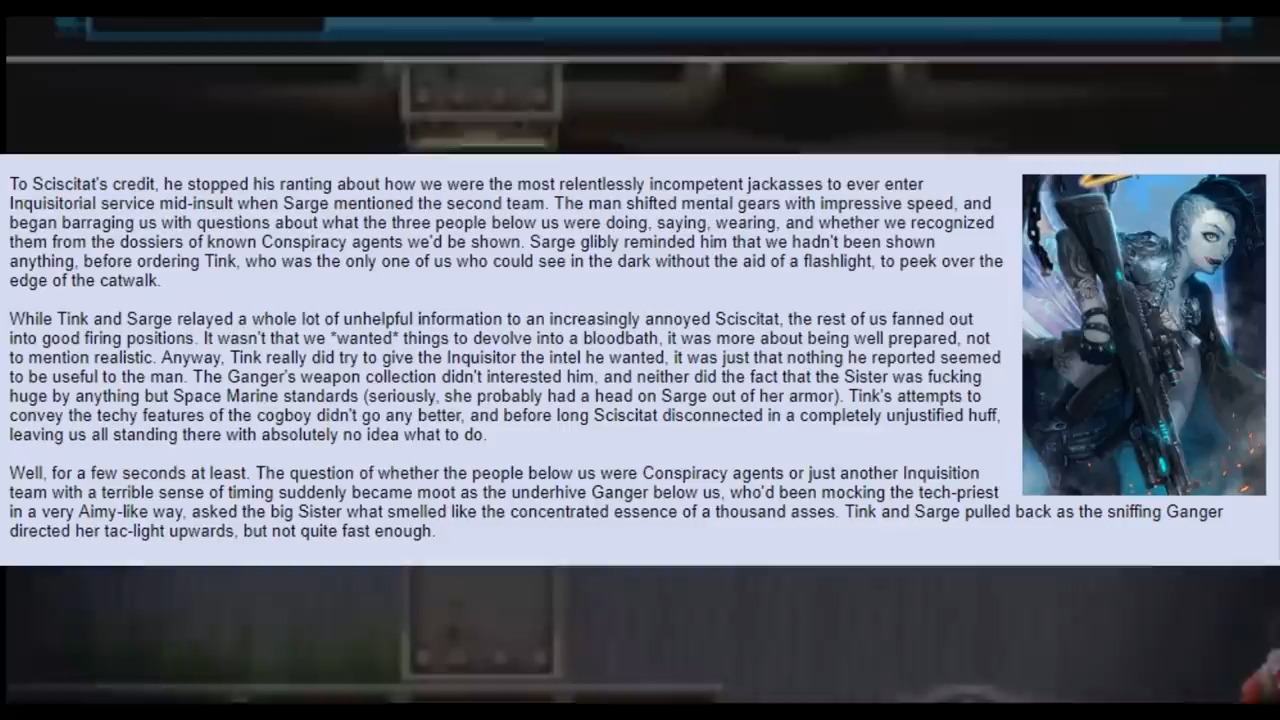 To Sciscitat's credit, he stopped his ranting about how we were the most relentlessly incompetent jackasses to ever enter
Inquisitorial service mid-insult when Sarge mentioned the second team. The man shifted mental gears with impressive speed, and
began barraging us with questions about what the three people below us were doing, saying, wearing, and whether we recognized
them from the dossiers of known Conspiracy agents we'd be shown. Sarge glibly reminded him that we hadn't been shown
anything, before ordering Tink, who was the only one of us who could see in the dark without the aid of a flashlight, to peek over the
edge of the catwalk.
While Tink and Sarge relayed a whole lot of unhelpful information to an increasingly annoyed Sciscitat, the rest of us fanned out
into good firing positions. It wasn't that we *wanted* things to devolve into a bloodbath, it was more about being well prepared, not
to mention realistic. Anyway, Tink really did try to give the Inquisitor the intel he wanted, it was just that nothing he reported seemed
to be useful to the man. The Ganger's weapon collection didn't interested him, and neither did the fact that the Sister was fucking
huge by anything but Space Marine standards (seriously, she probably had a head on Sarge out of her armor). Tink's attempts to
convey the techy features of the cogboy didn't go any better, and before long Sciscitat disconnected in a completely unjustified huff,
leaving us all standing there with absolutely no idea what to do.
Well, for a few seconds at least. The question of whether the people below us were Conspiracy agents or just another Inquisition
team with a terrible sense of timing suddenly became moot as the underhive Ganger below us, who'd been mocking the tech-priest
in a very Aimy-like way, asked the big Sister what smelled like the concentrated essence of a thousand asses. Tink and Sarge pulled back as the sniffing Ganger
directed her tac-light upwards, but not quite fast enough.